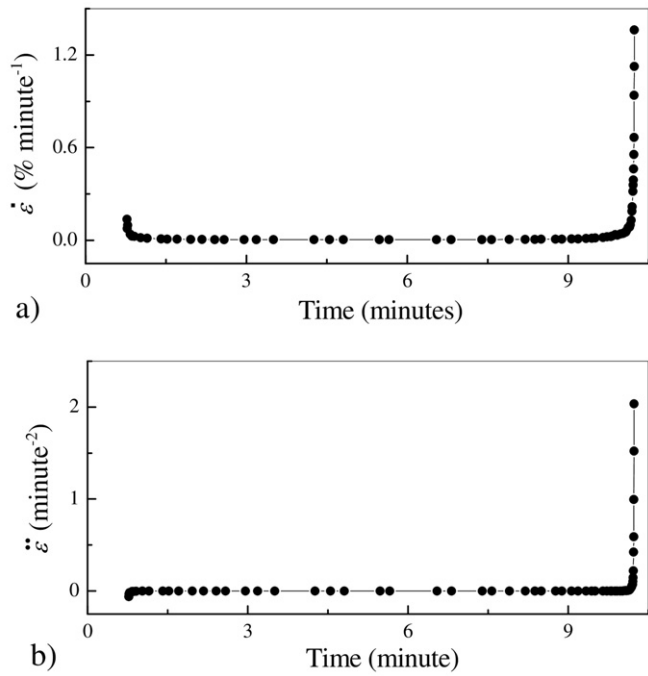 1.2
0.6
0.0
ε̇ (% minute⁻¹)
0 3 6 9
a) Time (minutes)
2
1
0
ε̈ (minute⁻²)
0 3 6 9
b) Time (minute)